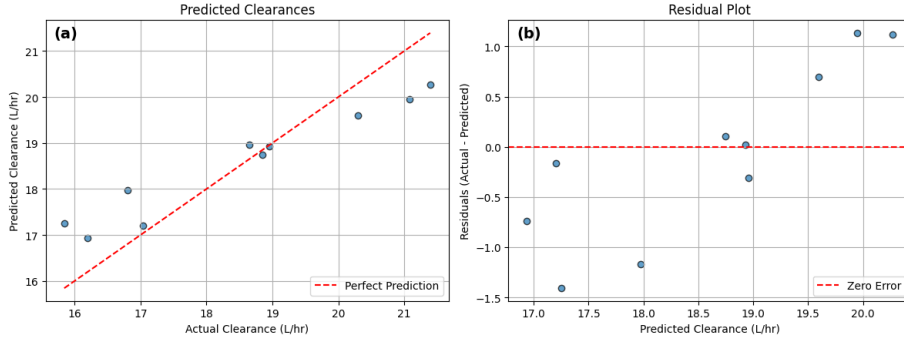 Predicted Clearances
(a)
Predicted Clearance (L/hr)
21
20
19
18
17
16
16
17
18
19
20
21
Actual Clearance (L/hr)
Perfect Prediction
Residual Plot
(b)
Residuals (Actual - Predicted)
1.0
0.5
0.0
-0.5
-1.0
-1.5
17.0
17.5
18.0
18.5
19.0
19.5
20.0
Predicted Clearance (L/hr)
Zero Error